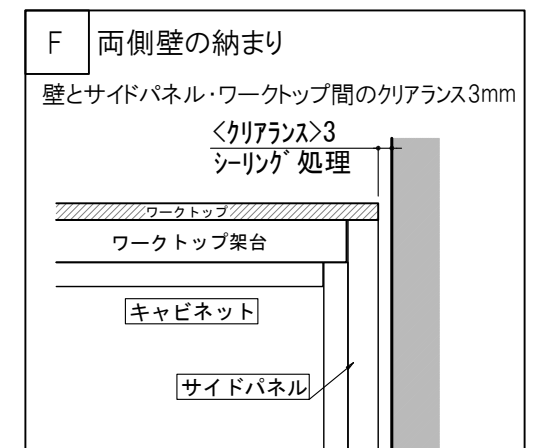 F
両側壁の納まり
壁とサイドパネル・ワークトップ間のクリアランス3mm
<クリアランス>3
シーリング処理
ワークトップ
ワークトップ架台
キャビネット
サイドパネル